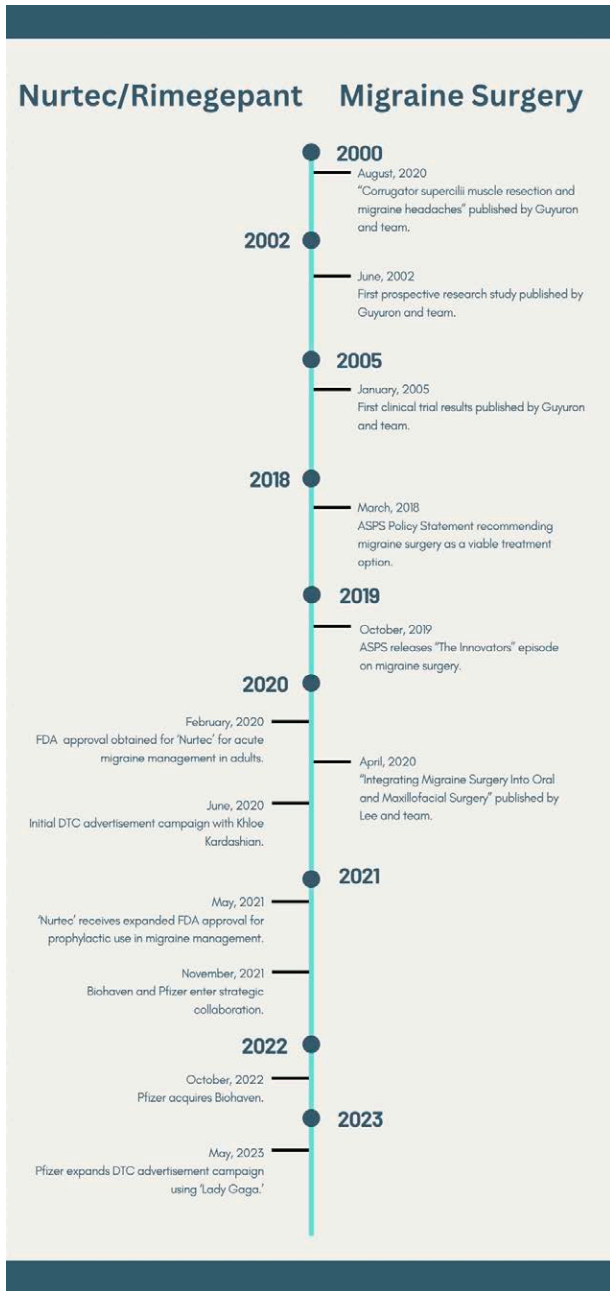 Nurtec/Rimegepant
Migraine Surgery
2000
August, 2020
“Corrugator supercilii muscle resection and
migraine headaches” published by Guyuron
and team.
2002
June, 2002
First prospective research study published by
Guyuron and team.
2005
January, 2005
First clinical trial results published by Guyuron
and team.
2018
March, 2018
ASPS Policy Statement recommending
migraine surgery as a viable treatment
option.
2019
October, 2019
ASPS releases “The Innovators” episode
on migraine surgery.
2020
February, 2020
FDA approval obtained for ‘Nurtec’ for acute
migraine management in adults.
April, 2020
“Integrating Migraine Surgery Into Oral
and Maxillofacial Surgery” published by
Lee and team.
June, 2020
Initial DTC advertisement campaign with Khloe
Kardashian.
2021
May, 2021
‘Nurtec’ receives expanded FDA approval for
prophylactic use in migraine management.
November, 2021
Biohaven and Pfizer enter strategic
collaboration.
2022
October, 2022
Pfizer acquires Biohaven.
2023
May, 2023
Pfizer expands DTC advertisement campaign
using ‘Lady Gaga.’